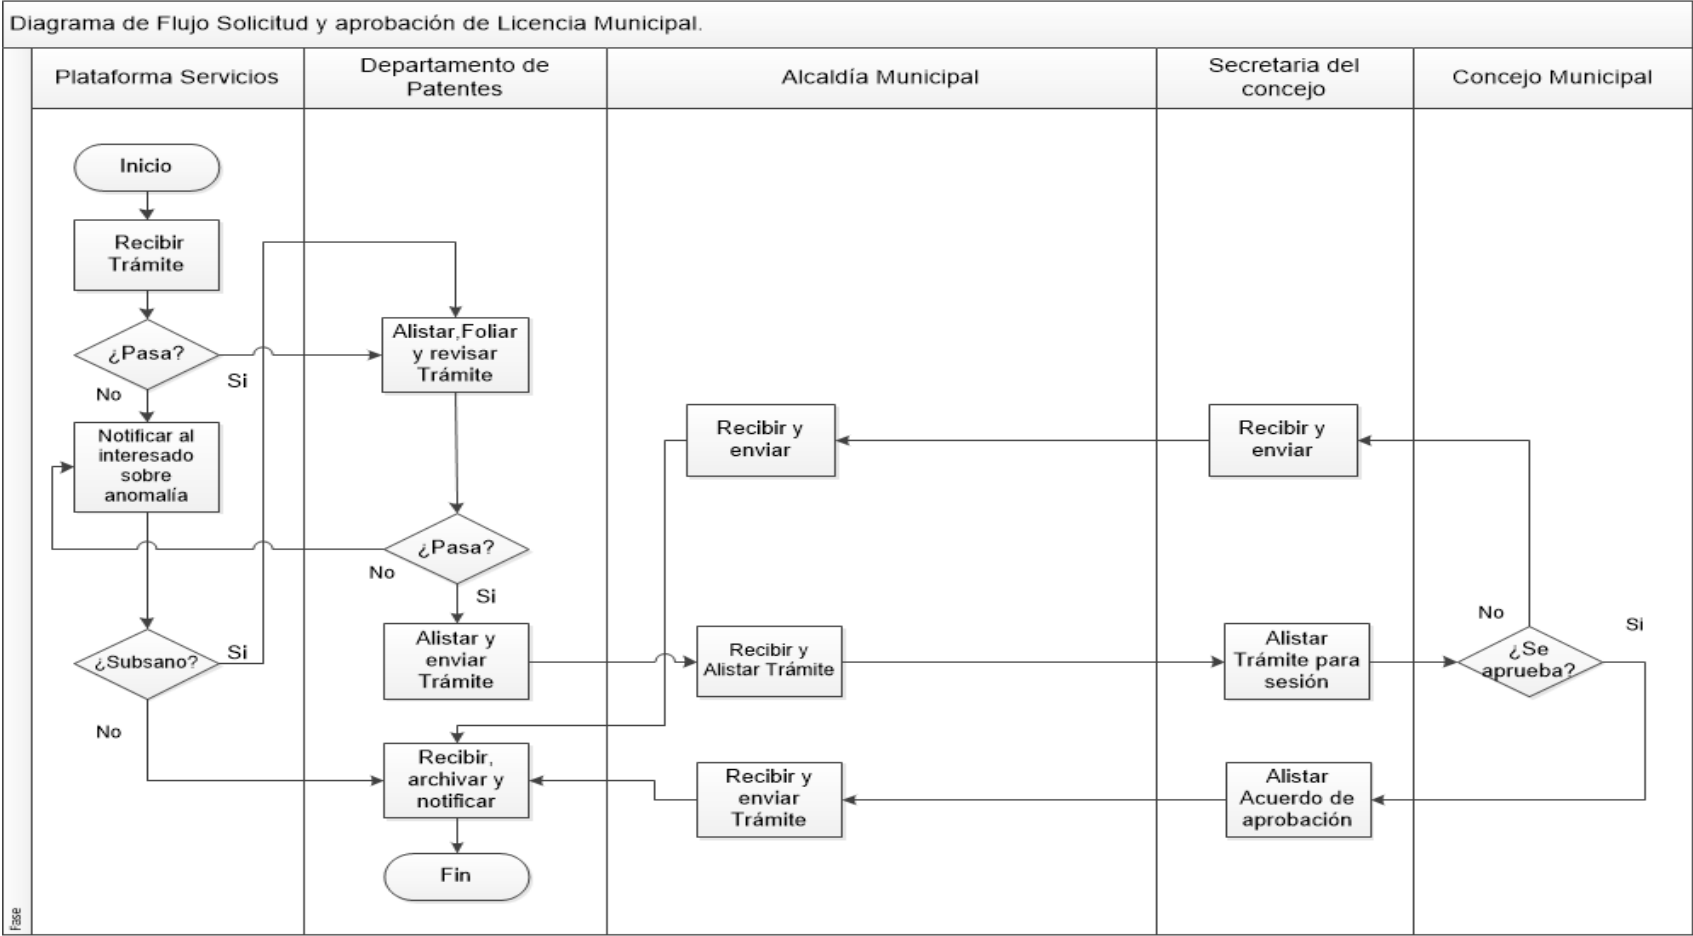 Diagrama de Flujo Solicitud y aprobación de Licencia Municipal.
Plataforma Servicios
Departamento de
Patentes
Alcaldía Municipal
Secretaria del
concejo
Concejo Municipal
Inicio
Recibir
Trámite
¿Pasa?
Si
No
Notificar al
interesado
sobre
anomalía
¿Subsano?
Si
No
Alistar,Foliar
y revisar
Trámite
¿Pasa?
No
Si
Alistar y
enviar
Trámite
Recibir,
archivar y
notificar
Fin
Recibir y
enviar
Recibir y
Alistar Trámite
Recibir y
enviar
Trámite
Recibir y
enviar
Alistar
Trámite para
sesión
Alistar
Acuerdo de
aprobación
No
Si
¿Se
aprueba?
Fase